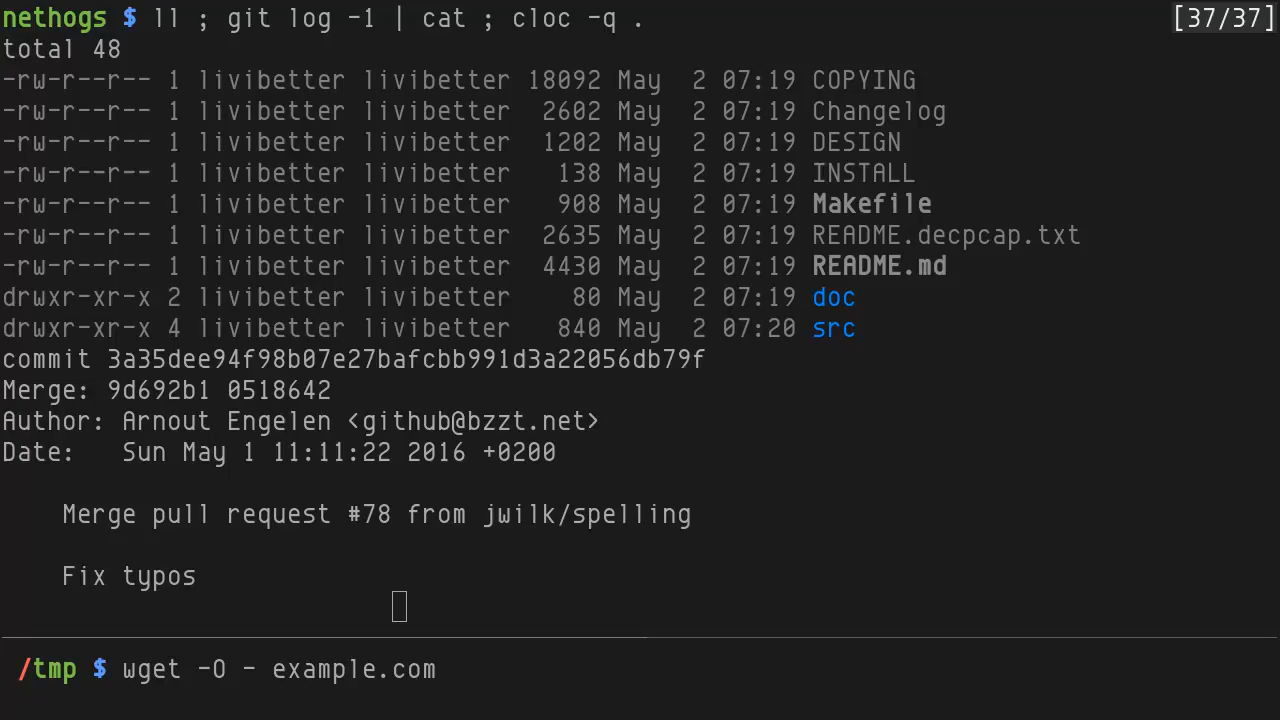 nethogs $ ll ; git log -1 | cat ; cloc -q . [37/37]
total 48
-rw-r--r-- 1 livibetter livibetter 18092 May  2 07:19 COPYING
-rw-r--r-- 1 livibetter livibetter  2602 May  2 07:19 Changelog
-rw-r--r-- 1 livibetter livibetter  1202 May  2 07:19 DESIGN
-rw-r--r-- 1 livibetter livibetter   138 May  2 07:19 INSTALL
-rw-r--r-- 1 livibetter livibetter   908 May  2 07:19 Makefile
-rw-r--r-- 1 livibetter livibetter  2635 May  2 07:19 README.decpcap.txt
-rw-r--r-- 1 livibetter livibetter  4430 May  2 07:19 README.md
drwxr-xr-x 2 livibetter livibetter    80 May  2 07:19 doc
drwxr-xr-x 4 livibetter livibetter   840 May  2 07:20 src
commit 3a35dee94f98b07e27bafcbb991d3a22056db79f
Merge: 9d692b1 0518642
Author: Arnout Engelen <github@bzzt.net>
Date:   Sun May 1 11:11:22 2016 +0200
    Merge pull request #78 from jwilk/spelling
    Fix typos
/tmp $ wget -O - example.com